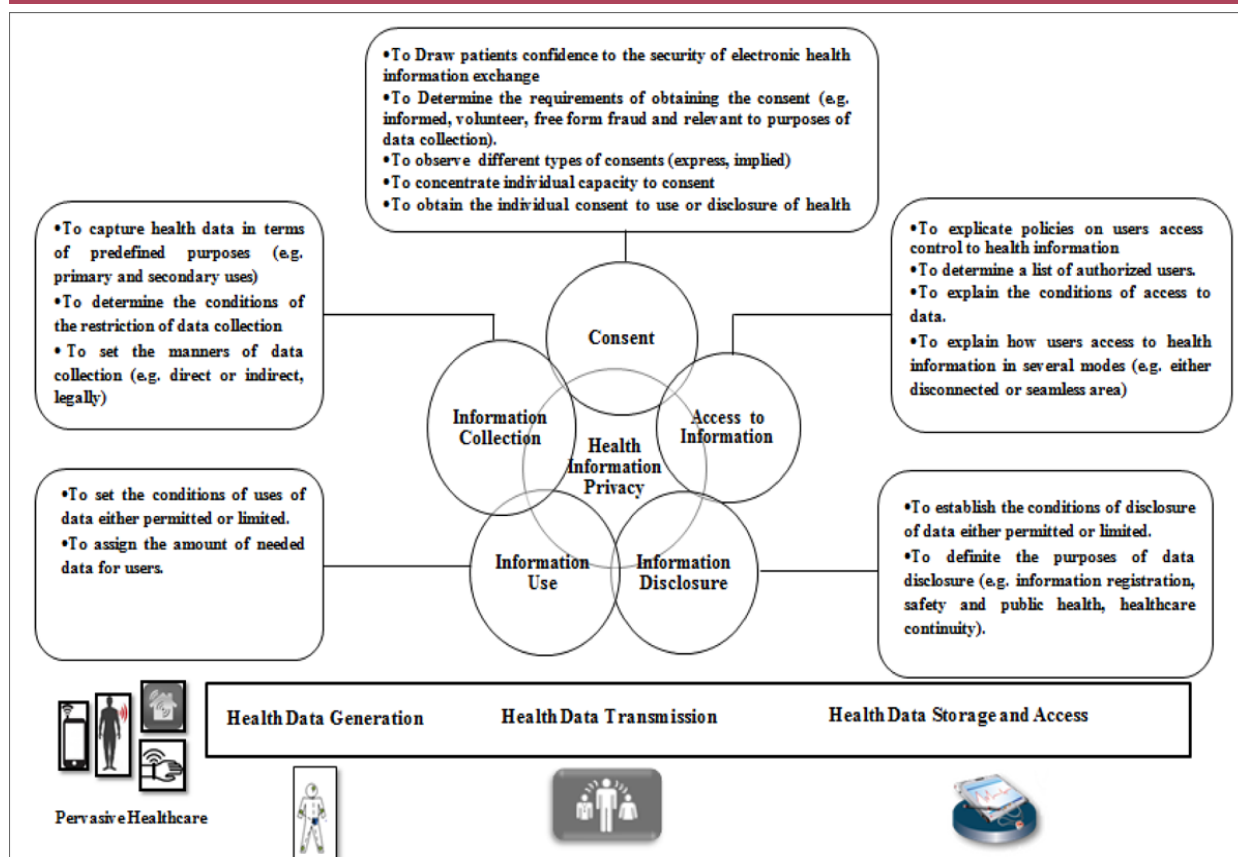 •To Draw patients confidence to the security of electronic health
information exchange
•To Determine the requirements of obtaining the consent (e.g.
informed, volunteer, free form fraud and relevant to purposes of
data collection).
•To observe different types of consents (express, implied)
•To concentrate individual capacity to consent
•To obtain the individual consent to use or disclosure of health
•To capture health data in terms
of predefined purposes (e.g.
primary and secondary uses)
•To determine the conditions of
the restriction of data collection
• To set the manners of data
collection (e.g. direct or indirect,
legally)
•To explicate policies on users access
control to health information
•To determine a list of authorized users.
•To explain the conditions of access to
data.
•To explain how users access to health
information in several modes (e.g. either
disconnected or seamless area)
Consent
Information
Collection
Access to
Information
Health
Information
Privacy
Information
Use
Information
Disclosure
•To set the conditions of uses of
data either permitted or limited.
•To assign the amount of needed
data for users.
•To establish the conditions of disclosure
of data either permitted or limited.
•To definite the purposes of data
disclosure (e.g. information registration,
safety and public health, healthcare
continuity).
Health Data Generation
Health Data Transmission
Health Data Storage and Access
Pervasive Healthcare